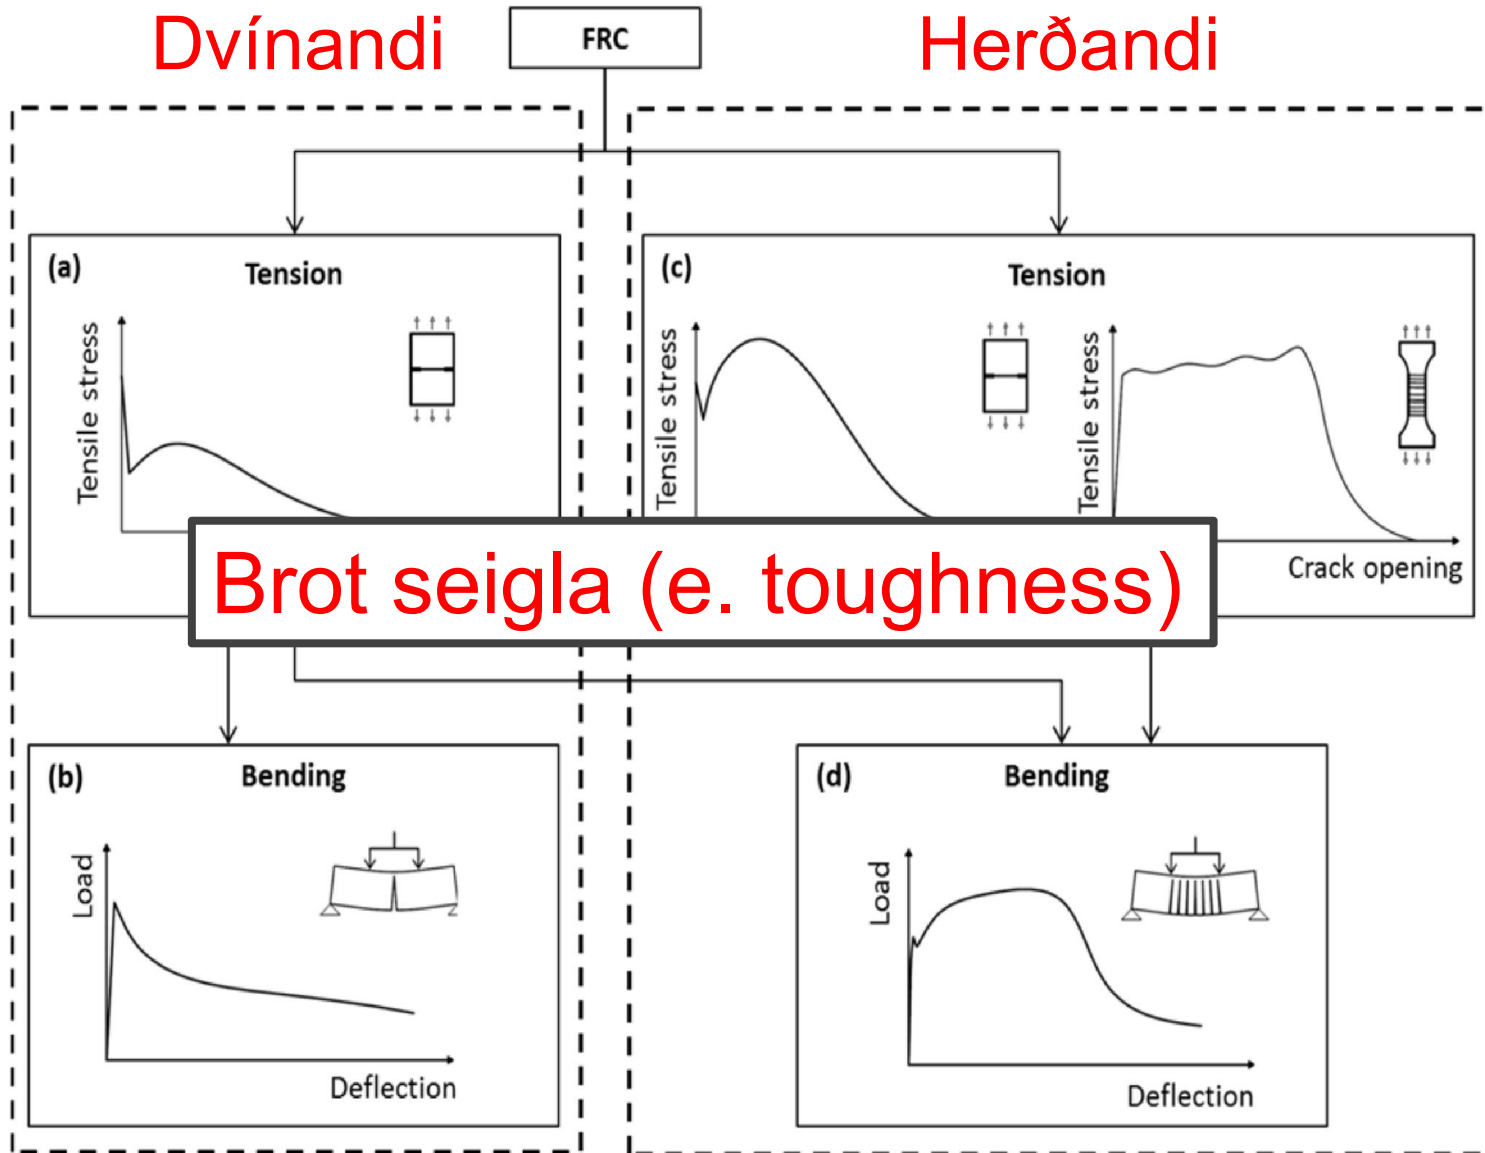 Dvínandi
FRC
Herðandi
(a)
Tension
Tensile stress
(c)
Tension
Tensile stress
Tensile stress
Crack opening
Brot seigla (e. toughness)
(b)
Bending
Load
Deflection
(d)
Bending
Load
Deflection